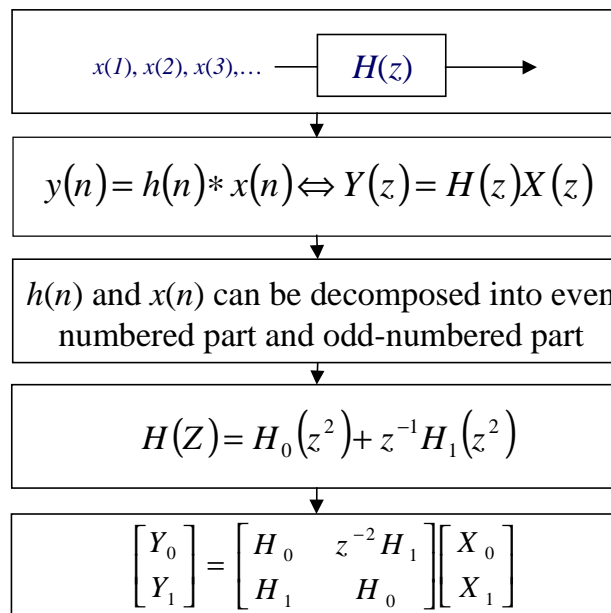 x(1), x(2), x(3),… H(z)
y(n) = h(n)* x(n) ⇔ Y(z) = H(z)X(z)
h(n) and x(n) can be decomposed into even
numbered part and odd-numbered part
H(Z) = H₀(z²) + z⁻¹H₁(z²)
[Y₀ Y₁] = [H₀ z⁻²H₁ H₁ H₀] [X₀ X₁]